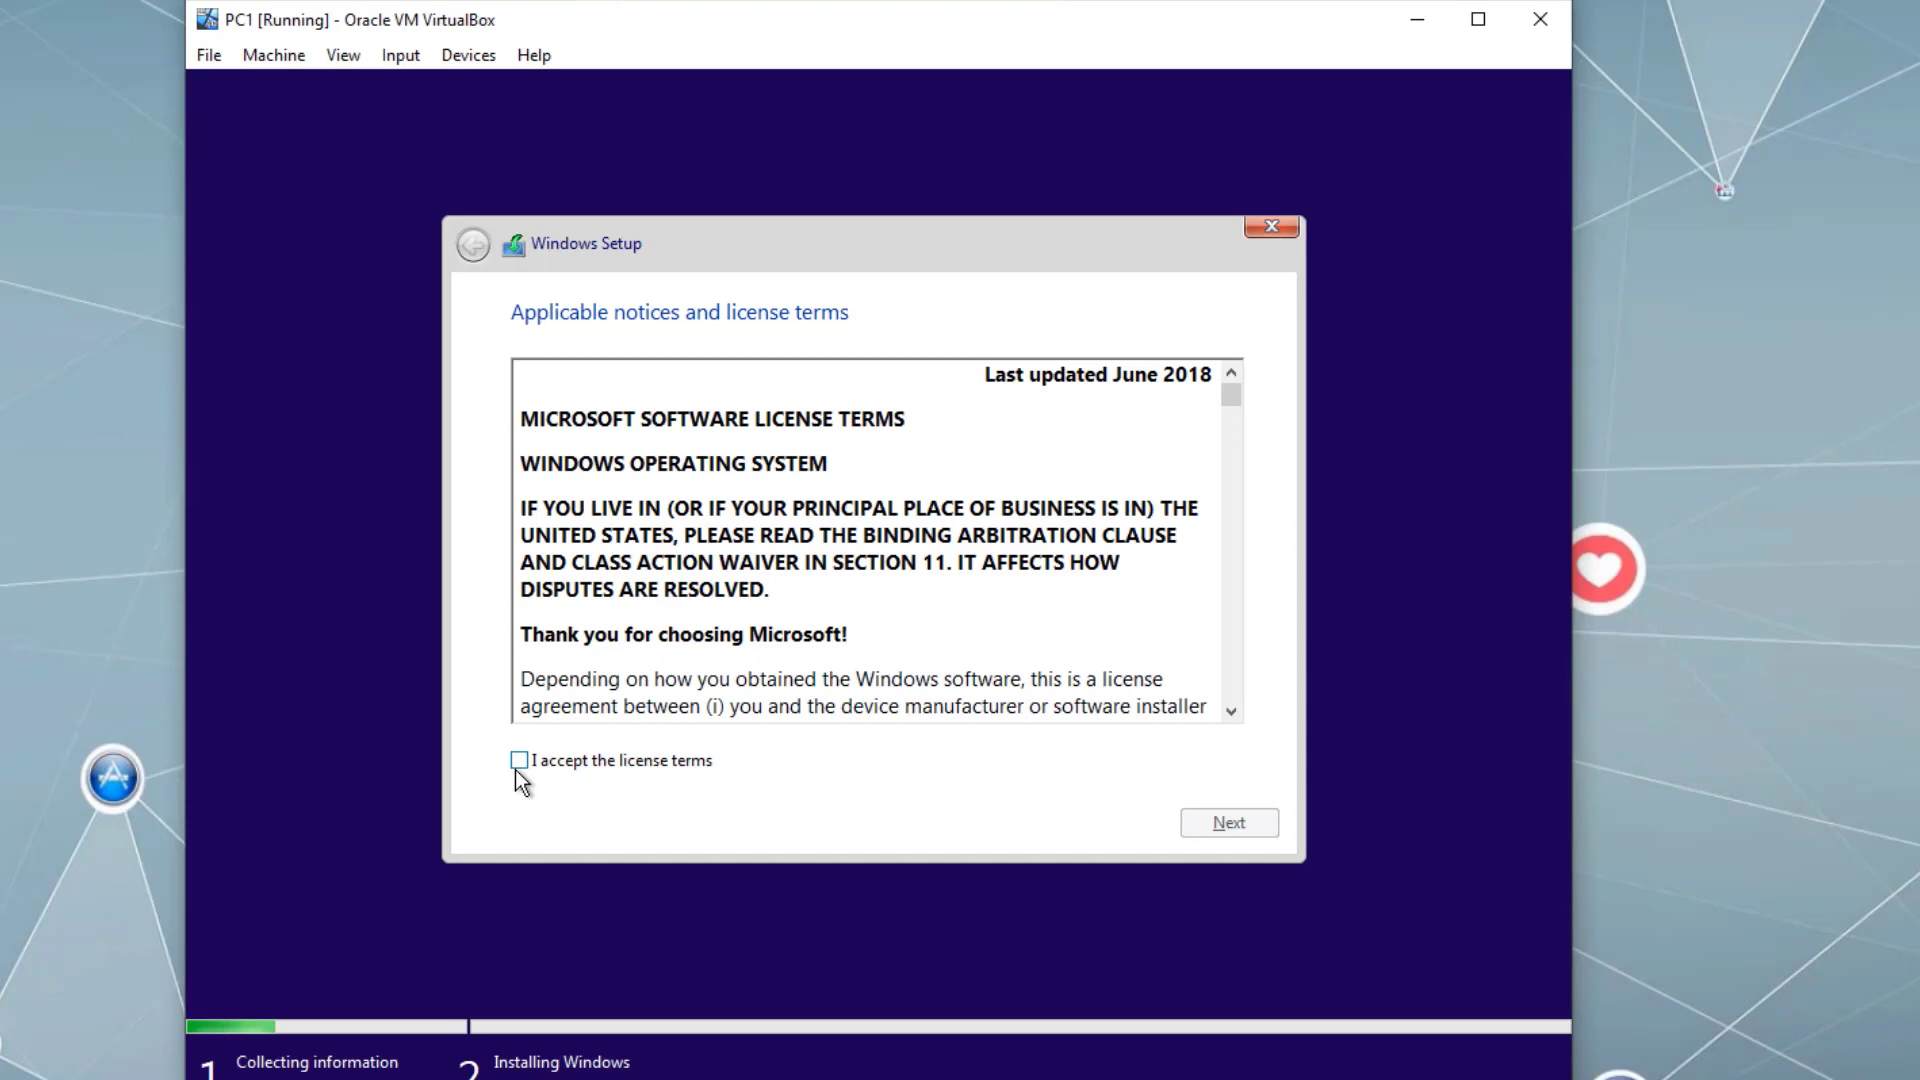 PC1 [Running] - Oracle VM VirtualBox
File Machine View Input Devices Help
Windows Setup
Applicable notices and license terms
Last updated June 2018
MICROSOFT SOFTWARE LICENSE TERMS
WINDOWS OPERATING SYSTEM
IF YOU LIVE IN (OR IF YOUR PRINCIPAL PLACE OF BUSINESS IS IN) THE
UNITED STATES, PLEASE READ THE BINDING ARBITRATION CLAUSE
AND CLASS ACTION WAIVER IN SECTION 11. IT AFFECTS HOW
DISPUTES ARE RESOLVED.
Thank you for choosing Microsoft!
Depending on how you obtained the Windows software, this is a license
agreement between (i) you and the device manufacturer or software installer
I accept the license terms
Next
1 Collecting information 2 Installing Windows